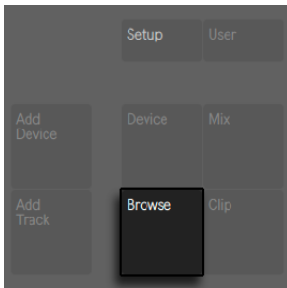 Setup User
Add
Device
Device Mix
Add
Track
Browse Clip